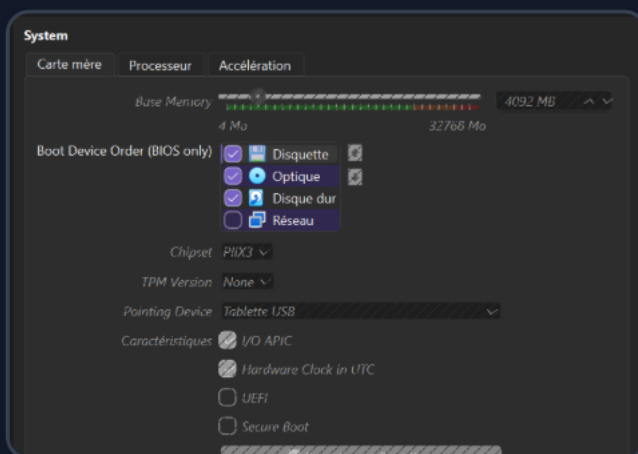 System
Carte mère Processeur Accélération
Base Memory 4092 MB
4 Mo 32768 Mo
Boot Device Order (BIOS only) Disquette
Optique
Disque dur
Réseau
Chipset PIIX3
TPM Version None
Pointing Device Tablette USB
Caractéristiques I/O APIC
Hardware Clock in UTC
UEFI
Secure Boot